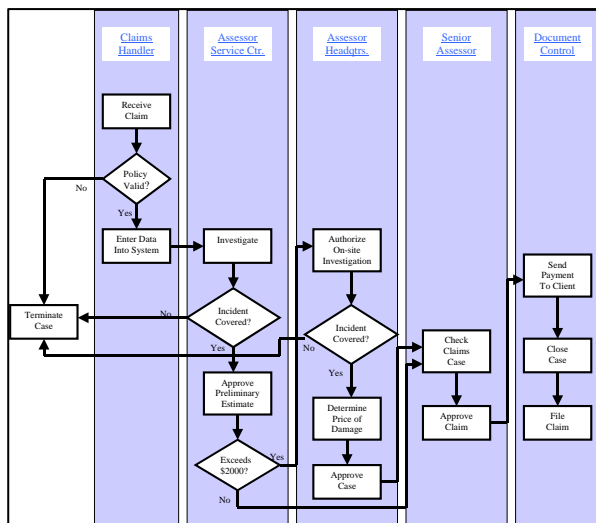 Claims
Handler
Assessor
Service Ctr.
Assessor
Headqtrs.
Senior
Assessor
Document
Control
Receive
Claim
Policy
Valid?
No
Yes
Enter Data
Into System
Investigate
Authorize
On-site
Investigation
Send
Payment
To Client
Terminate
Case
No
Incident
Covered?
Incident
Covered?
No
Yes
Yes
Check
Claims
Case
Close
Case
Approve
Preliminary
Estimate
Determine
Price of
Damage
Approve
Claim
File
Claim
Exceeds
$2000?
Yes
No
Approve
Case